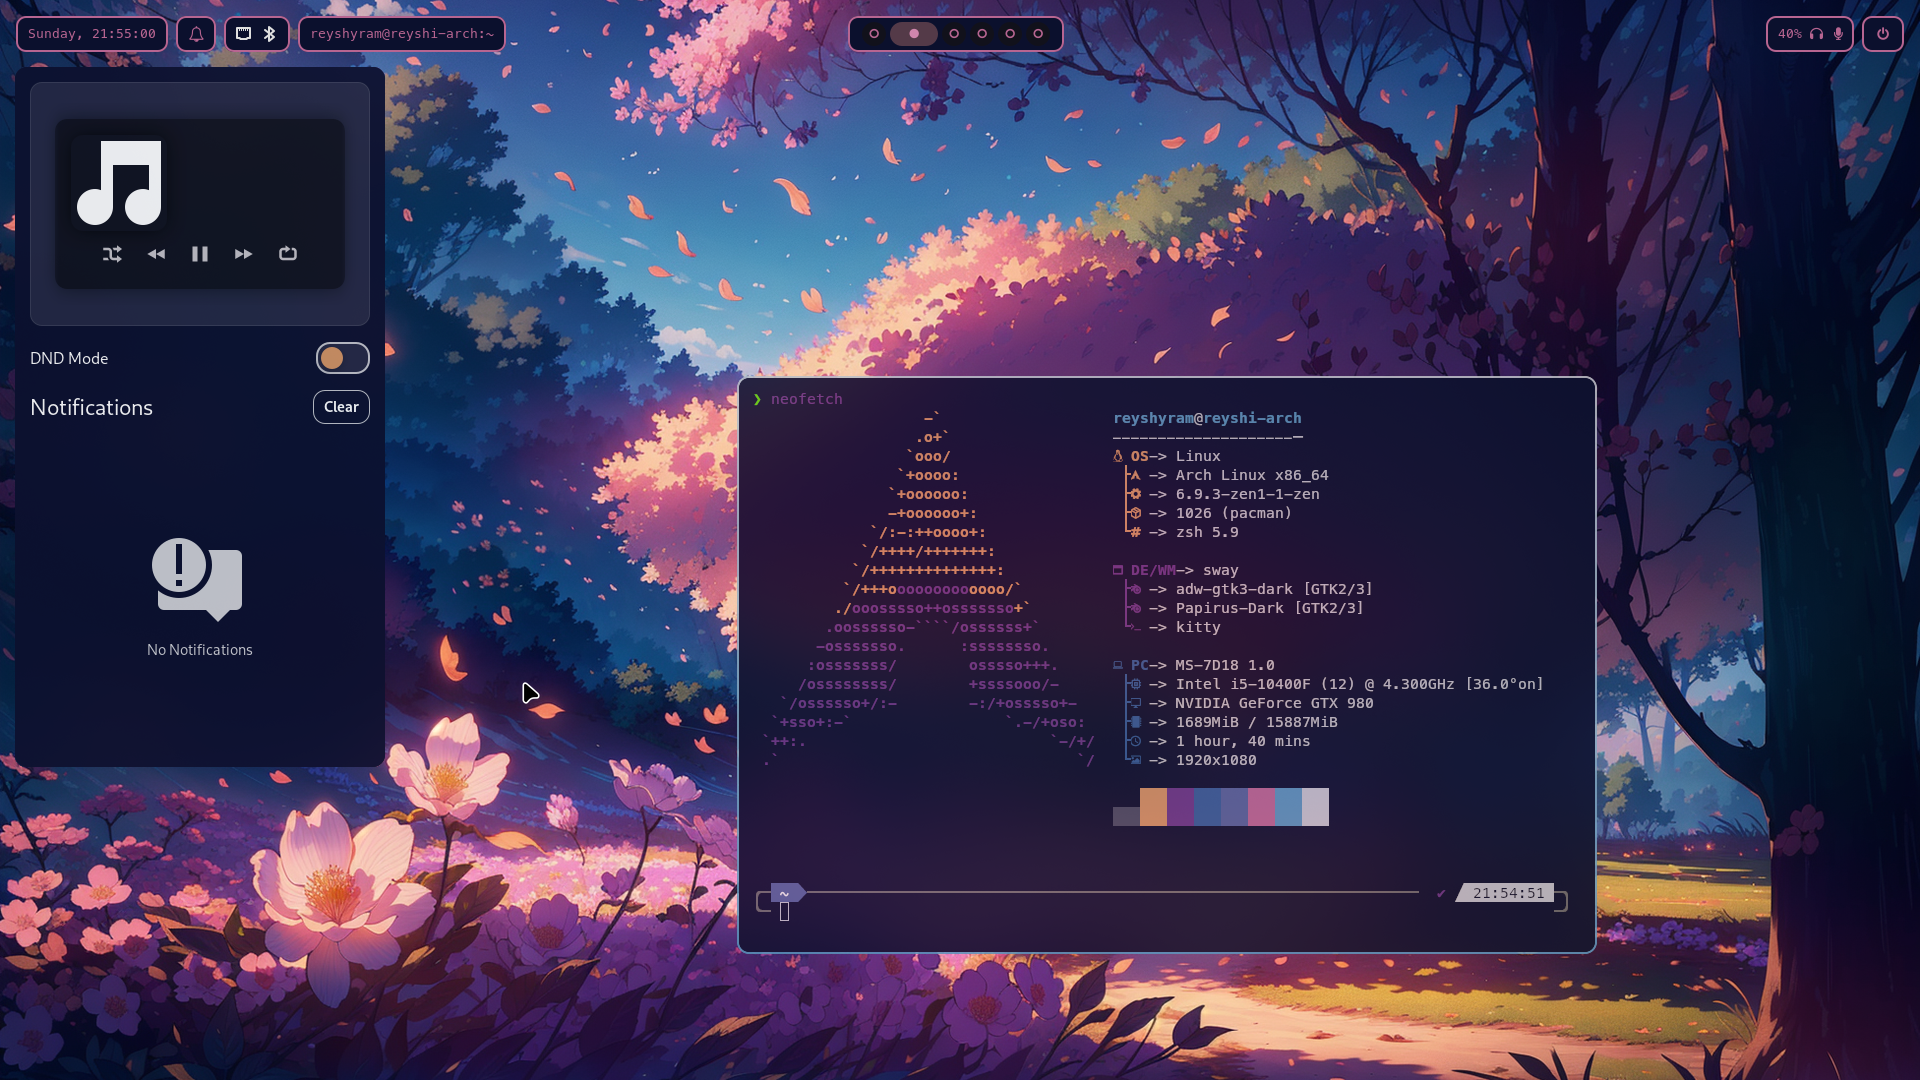 Sunday, 21:55:00
reyshyram@reyshi-arch:~
40%
DND Mode
Notifications
Clear
No Notifications
❯ neofetch
-`
.o+`
`ooo/
`+oooo:
`+oooooo:
-+oooooo+:
`/:-:++oooo+:
`/++++/+++++++:
`/++++++++++++++:
`/+++ooooooooooooo/`
./ooosssso++osssssso+`
.oossssso-````/ossssss+`
-osssssso.      :ssssssso.
:osssssss/        osssso+++.
/ossssssss/        +ssssooo/-
`/ossssso+/:-        -:/+osssso+-
`+sso+:-`                 `.-/+oso:
`++:.                           `-/+/
.`                                 `/
reyshyram@reyshi-arch
---------------------
OS-> Linux
-> Arch Linux x86_64
-> 6.9.3-zen1-1-zen
-> 1026 (pacman)
# -> zsh 5.9
DE/WM-> sway
-> adw-gtk3-dark [GTK2/3]
-> Papirus-Dark [GTK2/3]
-> kitty
PC-> MS-7D18 1.0
-> Intel i5-10400F (12) @ 4.300GHz [36.0°on]
-> NVIDIA GeForce GTX 980
-> 1689MiB / 15887MiB
-> 1 hour, 40 mins
-> 1920x1080
~
✔ 21:54:51